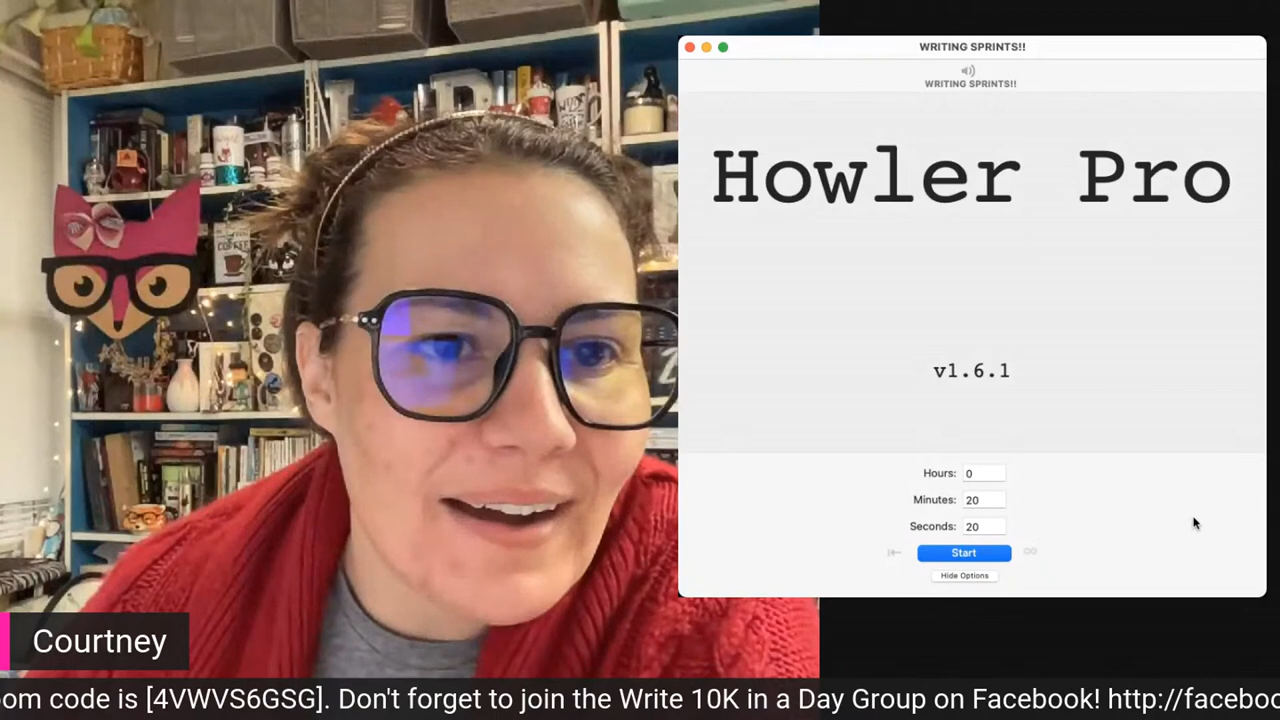 WRITING SPRINTS!!
WRITING SPRINTS!!
Howler Pro
v1.6.1
Hours: 0
Minutes: 20
Seconds: 20
Start
Hide Options
COFFEE
Courtney
om code is [4VWVS6GSG]. Don't forget to join the Write 10K in a Day Group on Facebook! http://faceboo